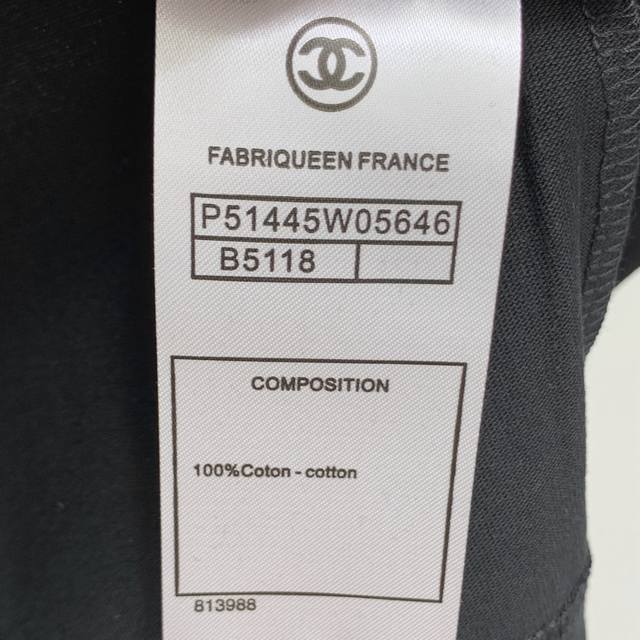 FABRIQUEEN FRANCE
P51445W05646
B5118
COMPOSITION
100%Coton - cotton
813988